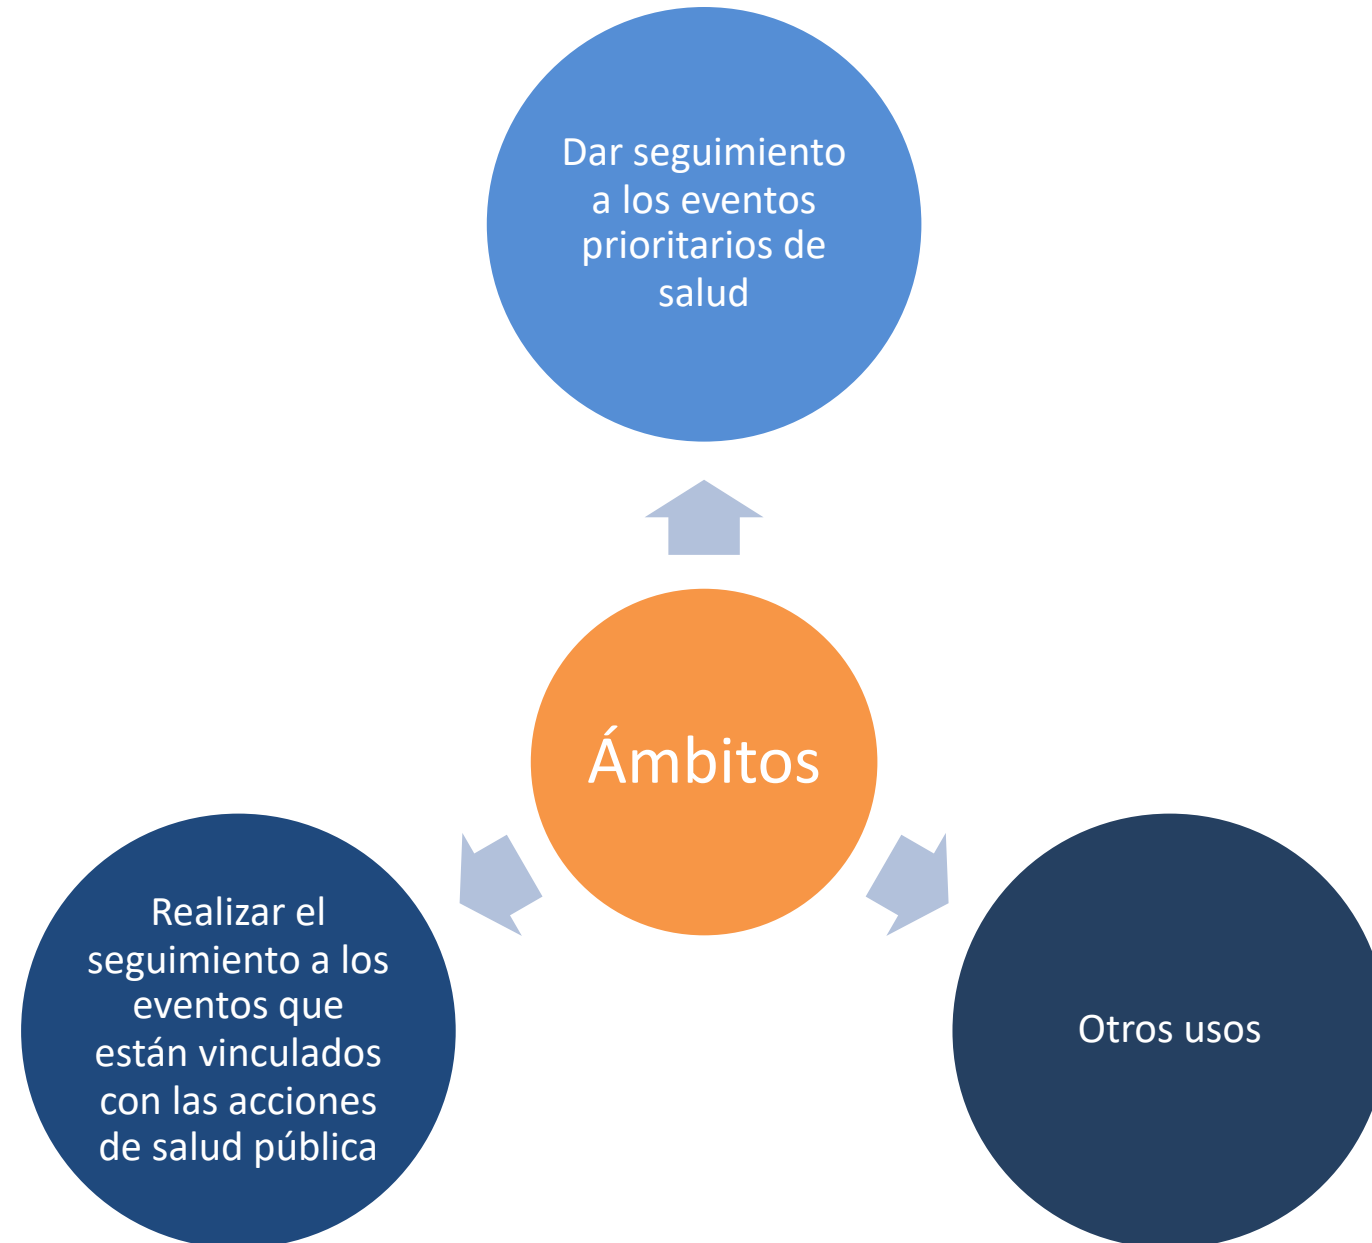 Dar seguimiento
a los eventos
prioritarios de
salud
Ámbitos
Realizar el
seguimiento a los
eventos que
están vinculados
con las acciones
de salud pública
Otros usos